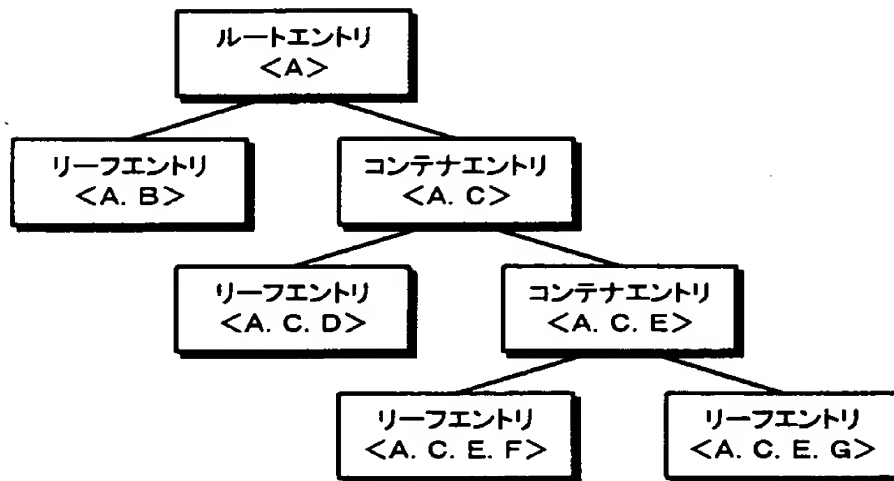 ルートエントリ
<A>
リーフエントリ
<A. B>
コンテナエントリ
<A. C>
リーフエントリ
<A. C. D>
コンテナエントリ
<A. C. E>
リーフエントリ
<A. C. E. F>
リーフエントリ
<A. C. E. G>